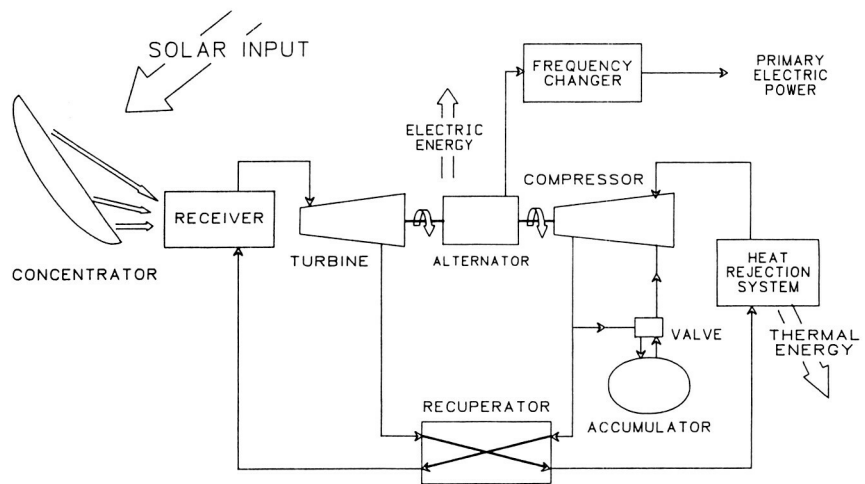 SOLAR INPUT
FREQUENCY
CHANGER
PRIMARY
ELECTRIC
POWER
ELECTRIC
ENERGY
COMPRESSOR
RECEIVER
TURBINE
ALTERNATOR
CONCENTRATOR
HEAT
REJECTION
SYSTEM
VALVE
THERMAL
ENERGY
RECUPERATOR
ACCUMULATOR